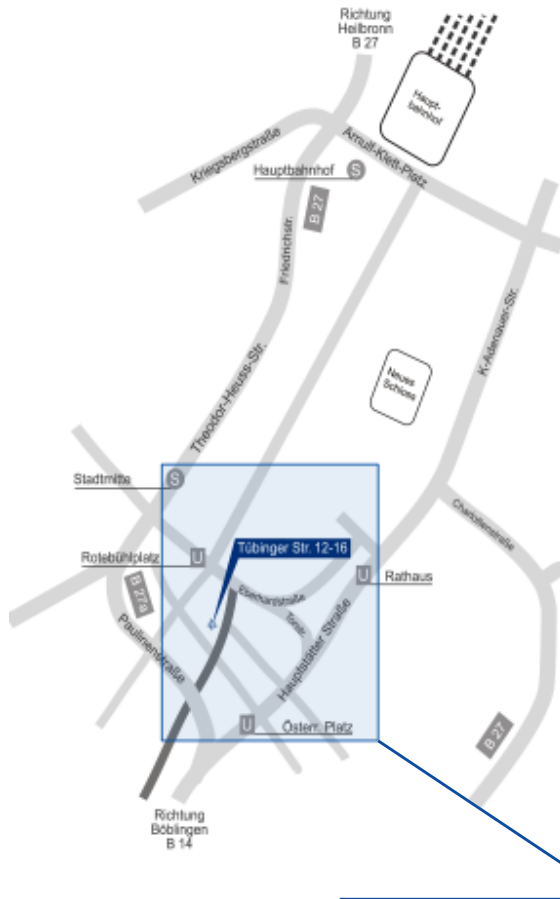 Richtung
Heilbronn
B 27
Haupt-
bahnhof
Kriegsbergstraße
Arnulf-Klett-Platz
Hauptbahnhof
S
B 27
Friedrichstr.
K-Adenauer-Str.
Theodor-Heuss-Str.
Neues
Schloss
Stadtmitte
S
Charlottenstraße
Tübinger Str. 12-16
Rotebühlplatz
U
U
Rathaus
B 27a
Eberhardstraße
Torstr.
Paulinenstraße
Hauptstätter Straße
U
Österr. Platz
B 27
Richtung
Böblingen
B 14